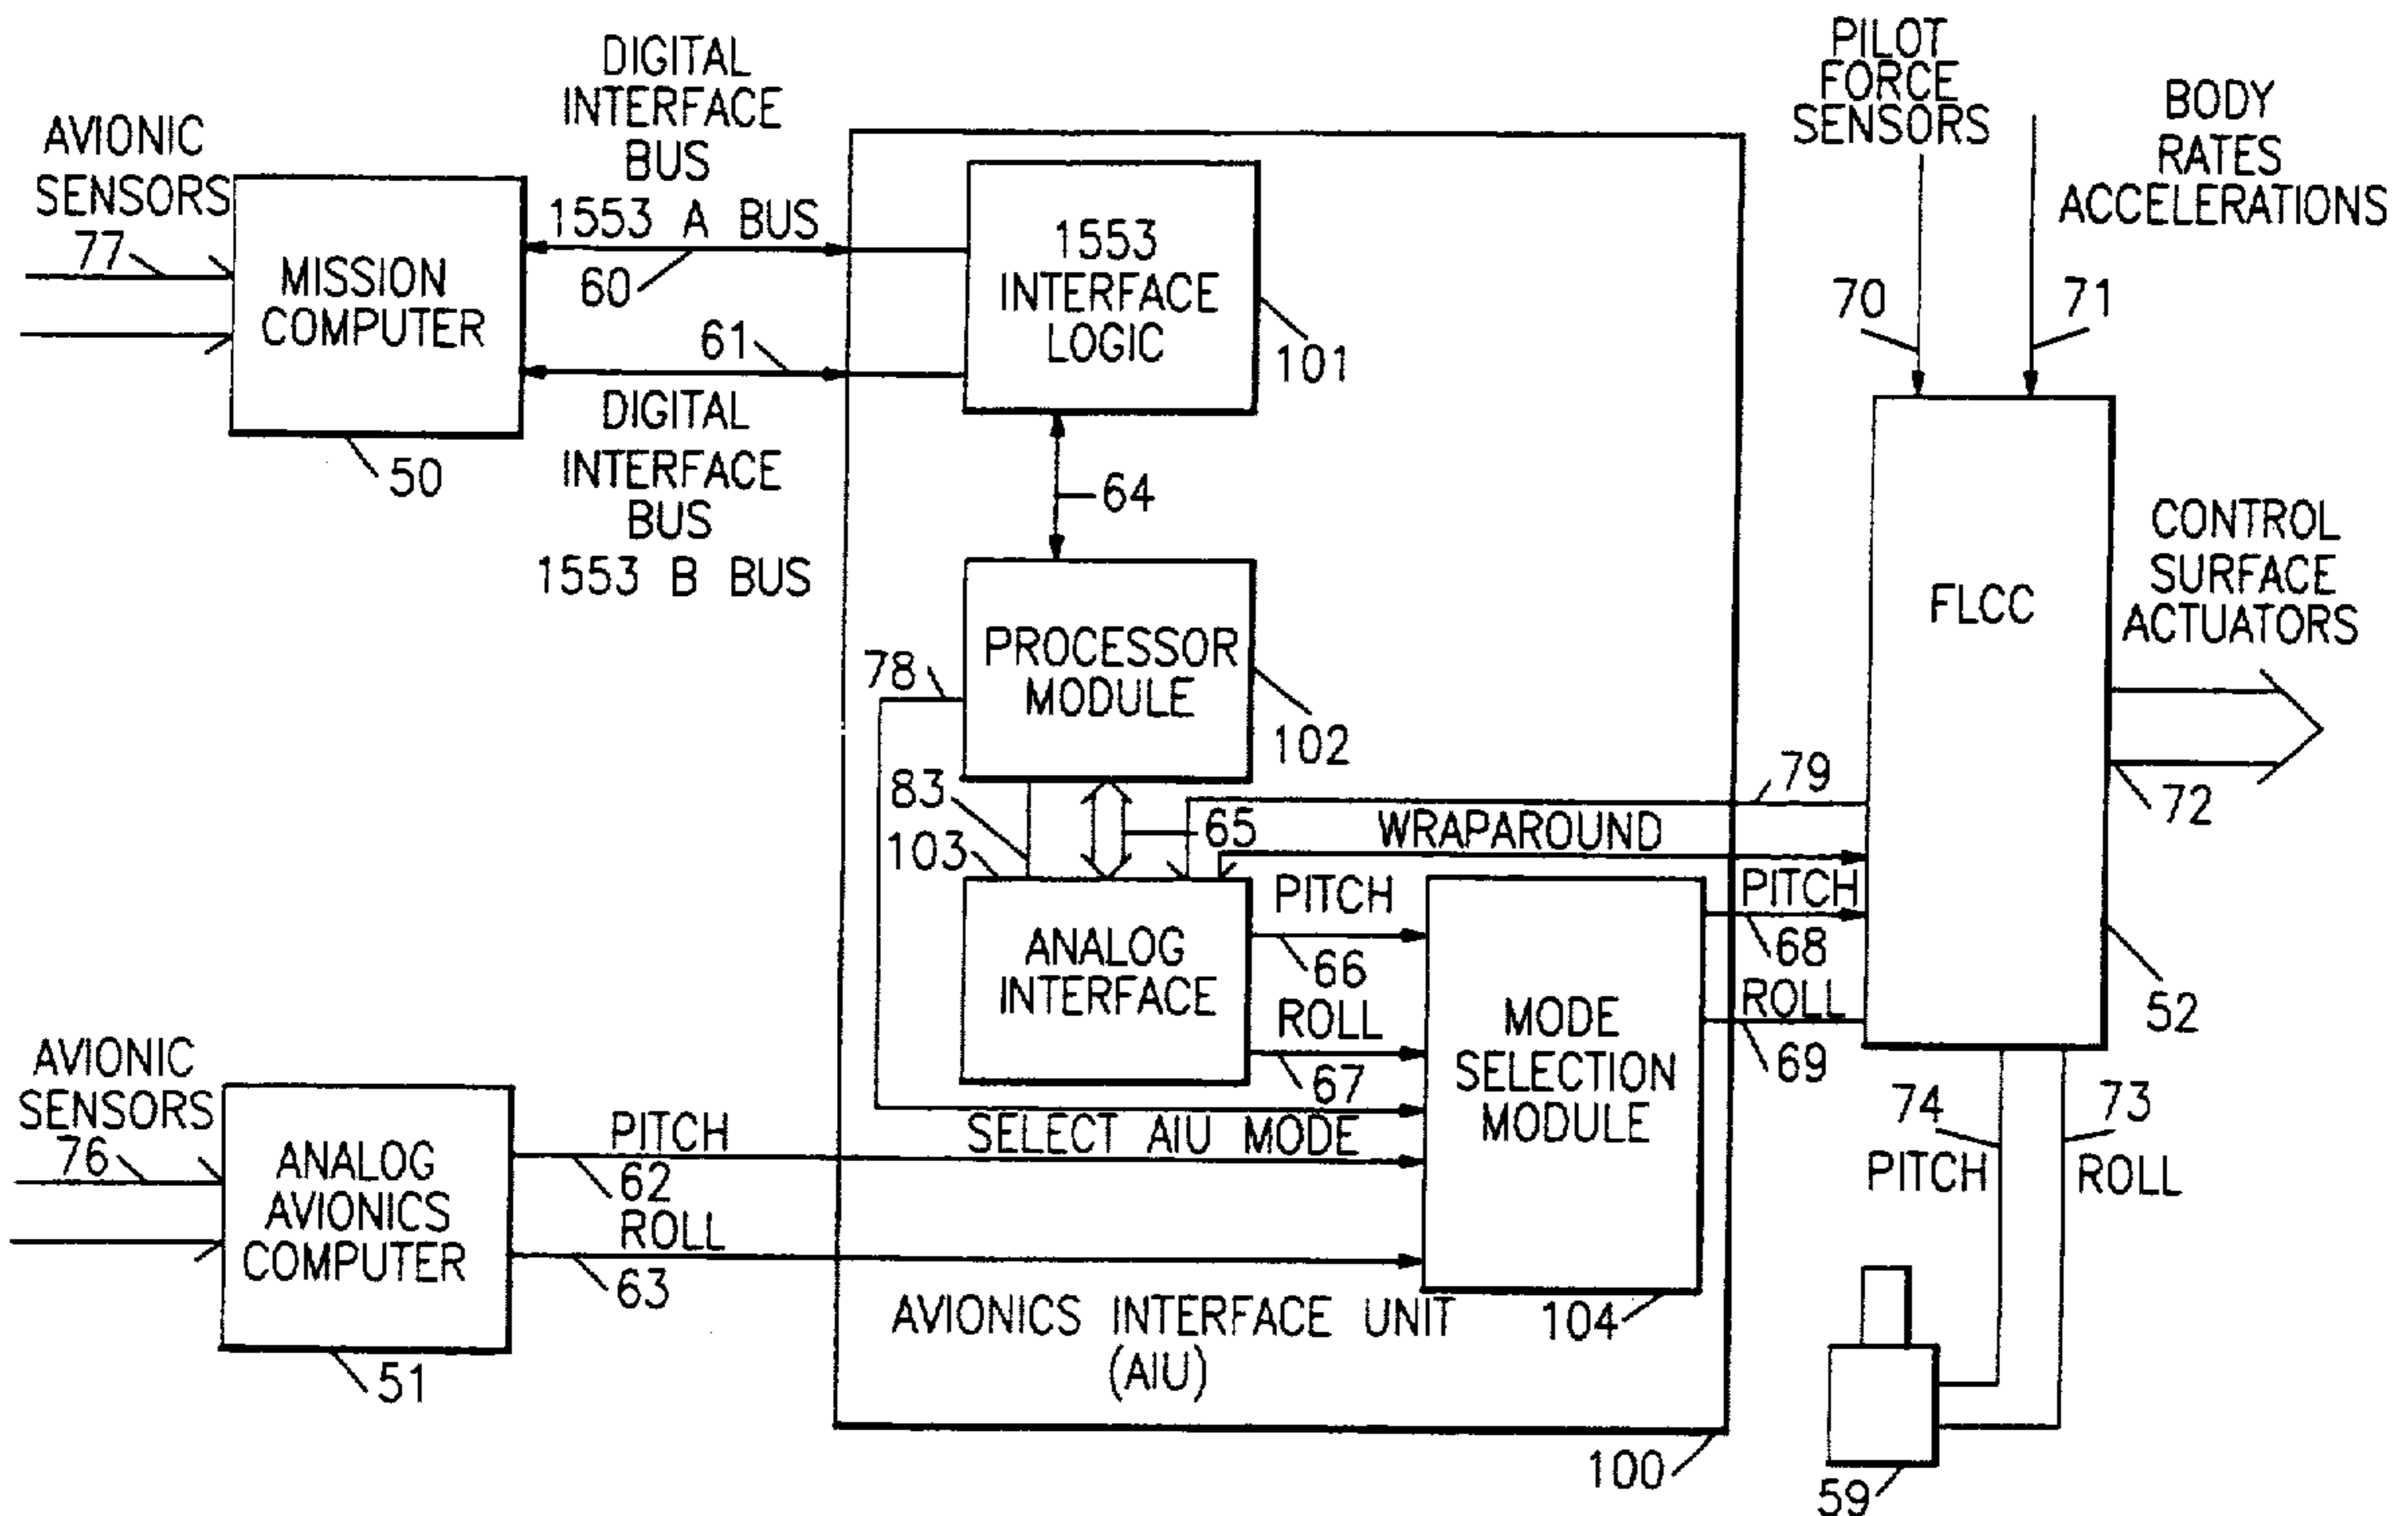 AVIONIC
SENSORS
77
MISSION
COMPUTER
50
DIGITAL
INTERFACE
BUS
1553 A BUS
60
61
DIGITAL
INTERFACE
BUS
1553 B BUS
1553
INTERFACE
LOGIC
101
64
PROCESSOR
MODULE
102
78
83
103
65
WRAPAROUND
79
ANALOG
INTERFACE
PITCH
66
ROLL
67
SELECT AIU MODE
MODE
SELECTION
MODULE
104
AVIONIC
SENSORS
76
ANALOG
AVIONICS
COMPUTER
51
PITCH
62
ROLL
63
AVIONICS INTERFACE UNIT
(AIU)
100
PILOT
FORCE
SENSORS
70
BODY
RATES
ACCELERATIONS
71
FLCC
CONTROL
SURFACE
ACTUATORS
72
PITCH
68
ROLL
69
52
74
PITCH
73
ROLL
59